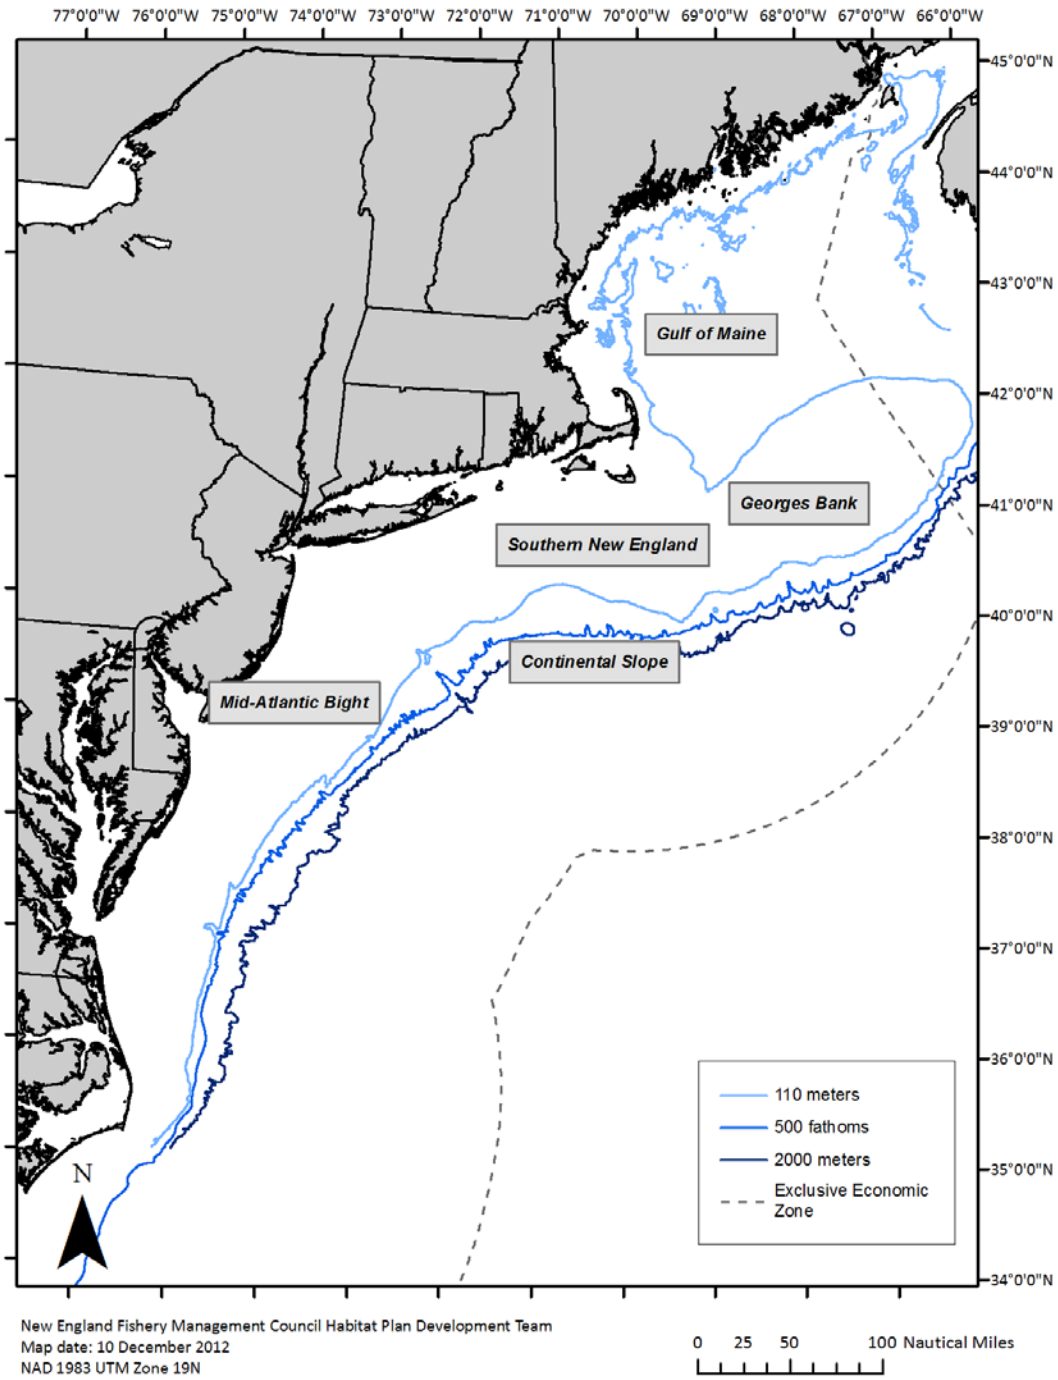 77°0'0"W 76°0'0"W 75°0'0"W 74°0'0"W 73°0'0"W 72°0'0"W 71°0'0"W 70°0'0"W 69°0'0"W 68°0'0"W 67°0'0"W 66°0'0"W
45°0'0"N
44°0'0"N
43°0'0"N
Gulf of Maine
42°0'0"N
Georges Bank
41°0'0"N
Southern New England
40°0'0"N
Continental Slope
Mid-Atlantic Bight
39°0'0"N
38°0'0"N
37°0'0"N
36°0'0"N
110 meters
500 fathoms
2000 meters
Exclusive Economic
Zone
35°0'0"N
N
34°0'0"N
New England Fishery Management Council Habitat Plan Development Team
Map date: 10 December 2012
NAD 1983 UTM Zone 19N
0 25 50 100 Nautical Miles